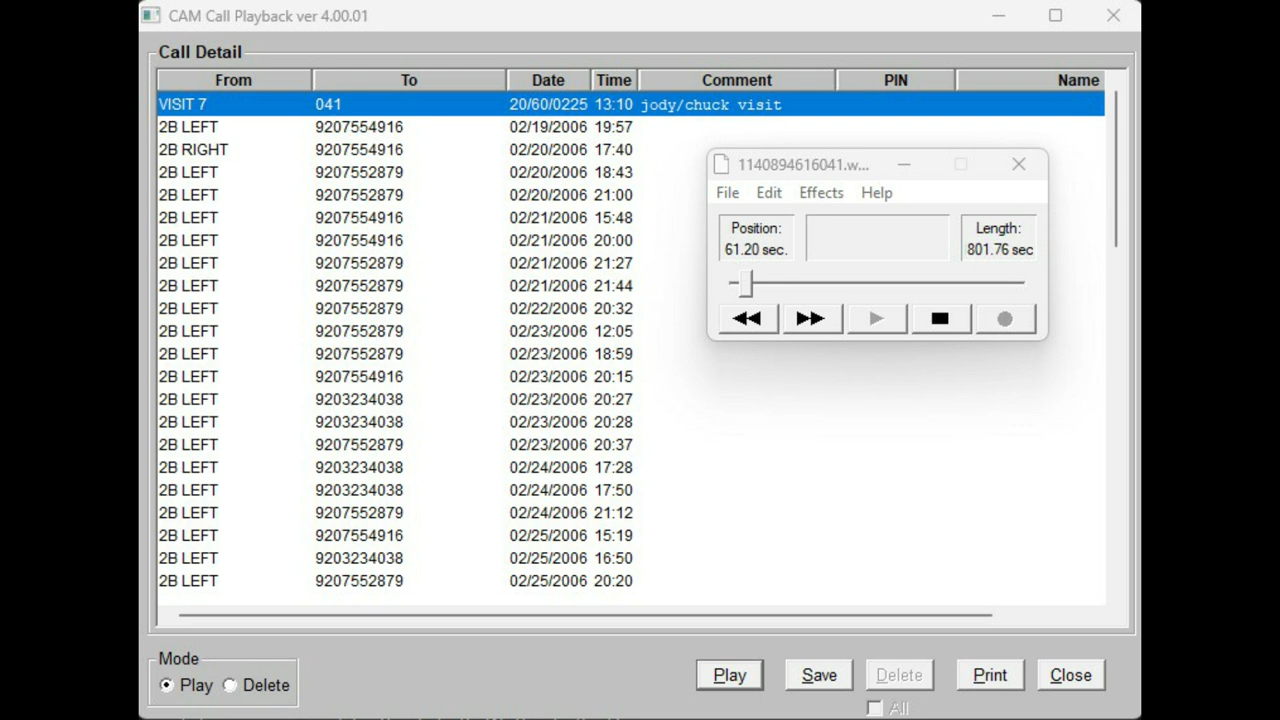 CAM Call Playback ver 4.00.01
Call Detail
From To Date Time Comment PIN Name
VISIT 7 041 20/60/0225 13:10 jody/chuck visit
2B LEFT 9207554916 02/19/2006 19:57
2B RIGHT 9207554916 02/20/2006 17:40
2B LEFT 9207552879 02/20/2006 18:43
2B LEFT 9207552879 02/20/2006 21:00
2B LEFT 9207554916 02/21/2006 15:48
2B LEFT 9207554916 02/21/2006 20:00
2B LEFT 9207552879 02/21/2006 21:27
2B LEFT 9207552879 02/21/2006 21:44
2B LEFT 9207552879 02/22/2006 20:32
2B LEFT 9207552879 02/23/2006 12:05
2B LEFT 9207552879 02/23/2006 18:59
2B LEFT 9207554916 02/23/2006 20:15
2B LEFT 9203234038 02/23/2006 20:27
2B LEFT 9203234038 02/23/2006 20:28
2B LEFT 9207552879 02/23/2006 20:37
2B LEFT 9203234038 02/24/2006 17:28
2B LEFT 9203234038 02/24/2006 17:50
2B LEFT 9207552879 02/24/2006 21:12
2B LEFT 9207554916 02/25/2006 15:19
2B LEFT 9203234038 02/25/2006 16:50
2B LEFT 9207552879 02/25/2006 20:20
1140894616041.w...
File Edit Effects Help
Position: Length:
61.20 sec. 801.76 sec
Mode
Play Delete
Play Save Delete Print Close
All